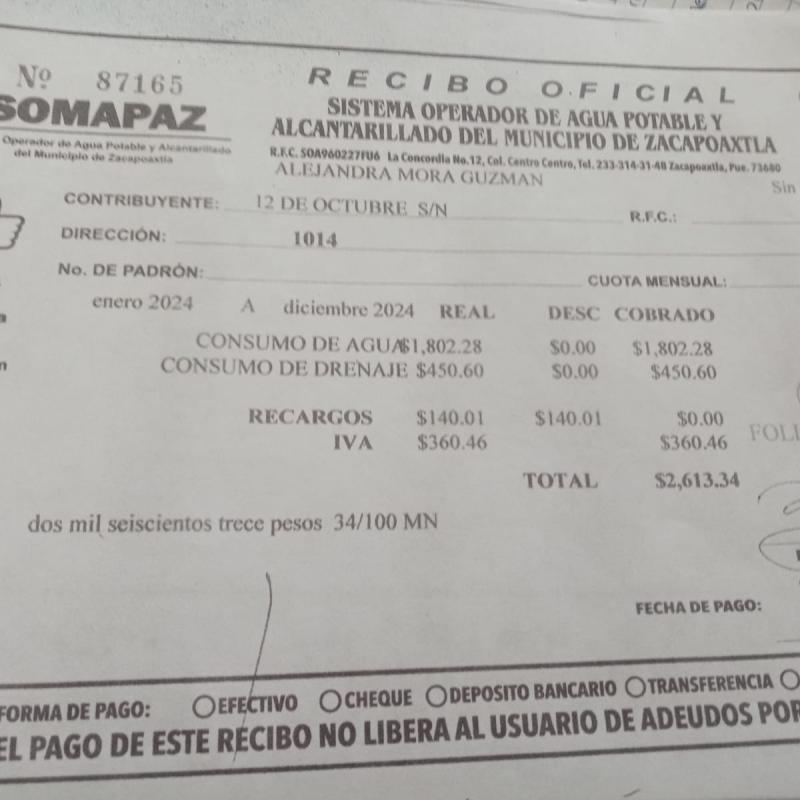 Nº 87165
RECIBO OFICIAL
SOMAPAZ
Operador de Agua Potable y Alcantarillado
del Municipio de Zacapoaxtla
SISTEMA OPERADOR DE AGUA POTABLE Y
ALCANTARILLADO DEL MUNICIPIO DE ZACAPOAXTLA
R.F.C. SOA960227FU6 La Concordia No.12, Col. Centro Centro, Tel. 233-314-31-48 Zacapoaxtla, Pue. 73680
ALEJANDRA MORA GUZMAN
Sin
CONTRIBUYENTE: 12 DE OCTUBRE S/N R.F.C.:
DIRECCIÓN: 1014
No. DE PADRÓN: CUOTA MENSUAL:
enero 2024 A diciembre 2024 REAL DESC COBRADO
CONSUMO DE AGUA $1,802.28 $0.00 $1,802.28
CONSUMO DE DRENAJE $450.60 $0.00 $450.60
RECARGOS $140.01 $140.01 $0.00
IVA $360.46 $360.46
FOLI
TOTAL $2,613.34
dos mil seiscientos trece pesos 34/100 MN
FECHA DE PAGO:
FORMA DE PAGO: EFECTIVO CHEQUE DEPOSITO BANCARIO TRANSFERENCIA
EL PAGO DE ESTE RECIBO NO LIBERA AL USUARIO DE ADEUDOS POR